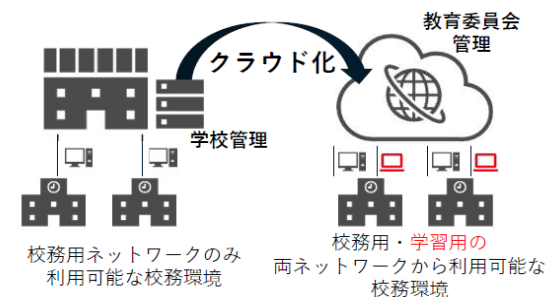 教育委員会
管理
クラウド化
学校管理
校務用ネットワークのみ
利用可能な校務環境
校務用・学習用の
両ネットワークから利用可能な
校務環境